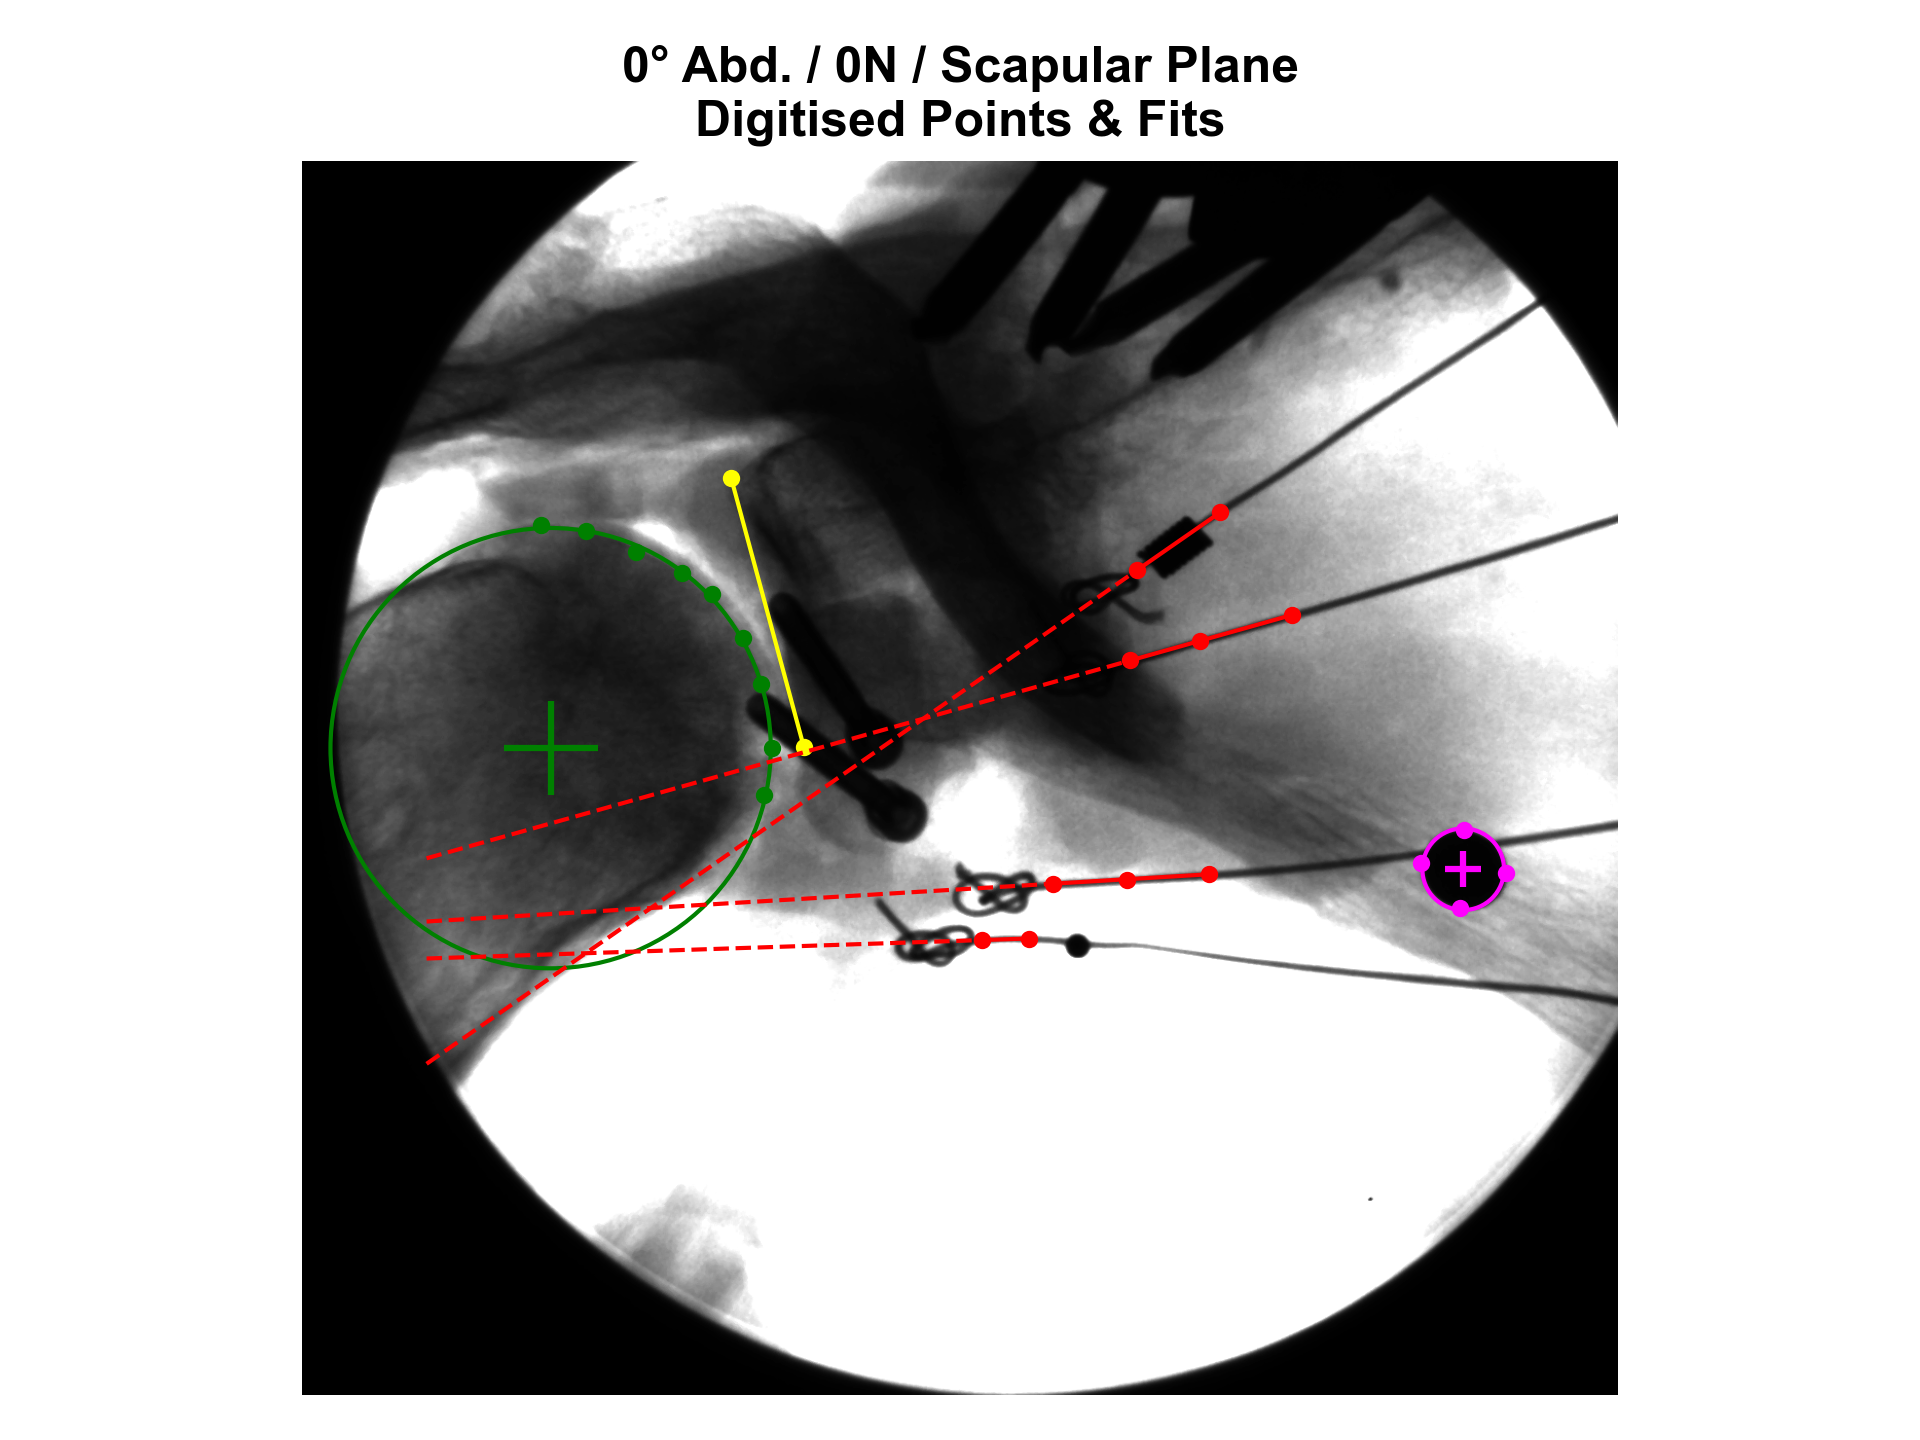 0° Abd. / 0N / Scapular Plane
Digitised Points & Fits